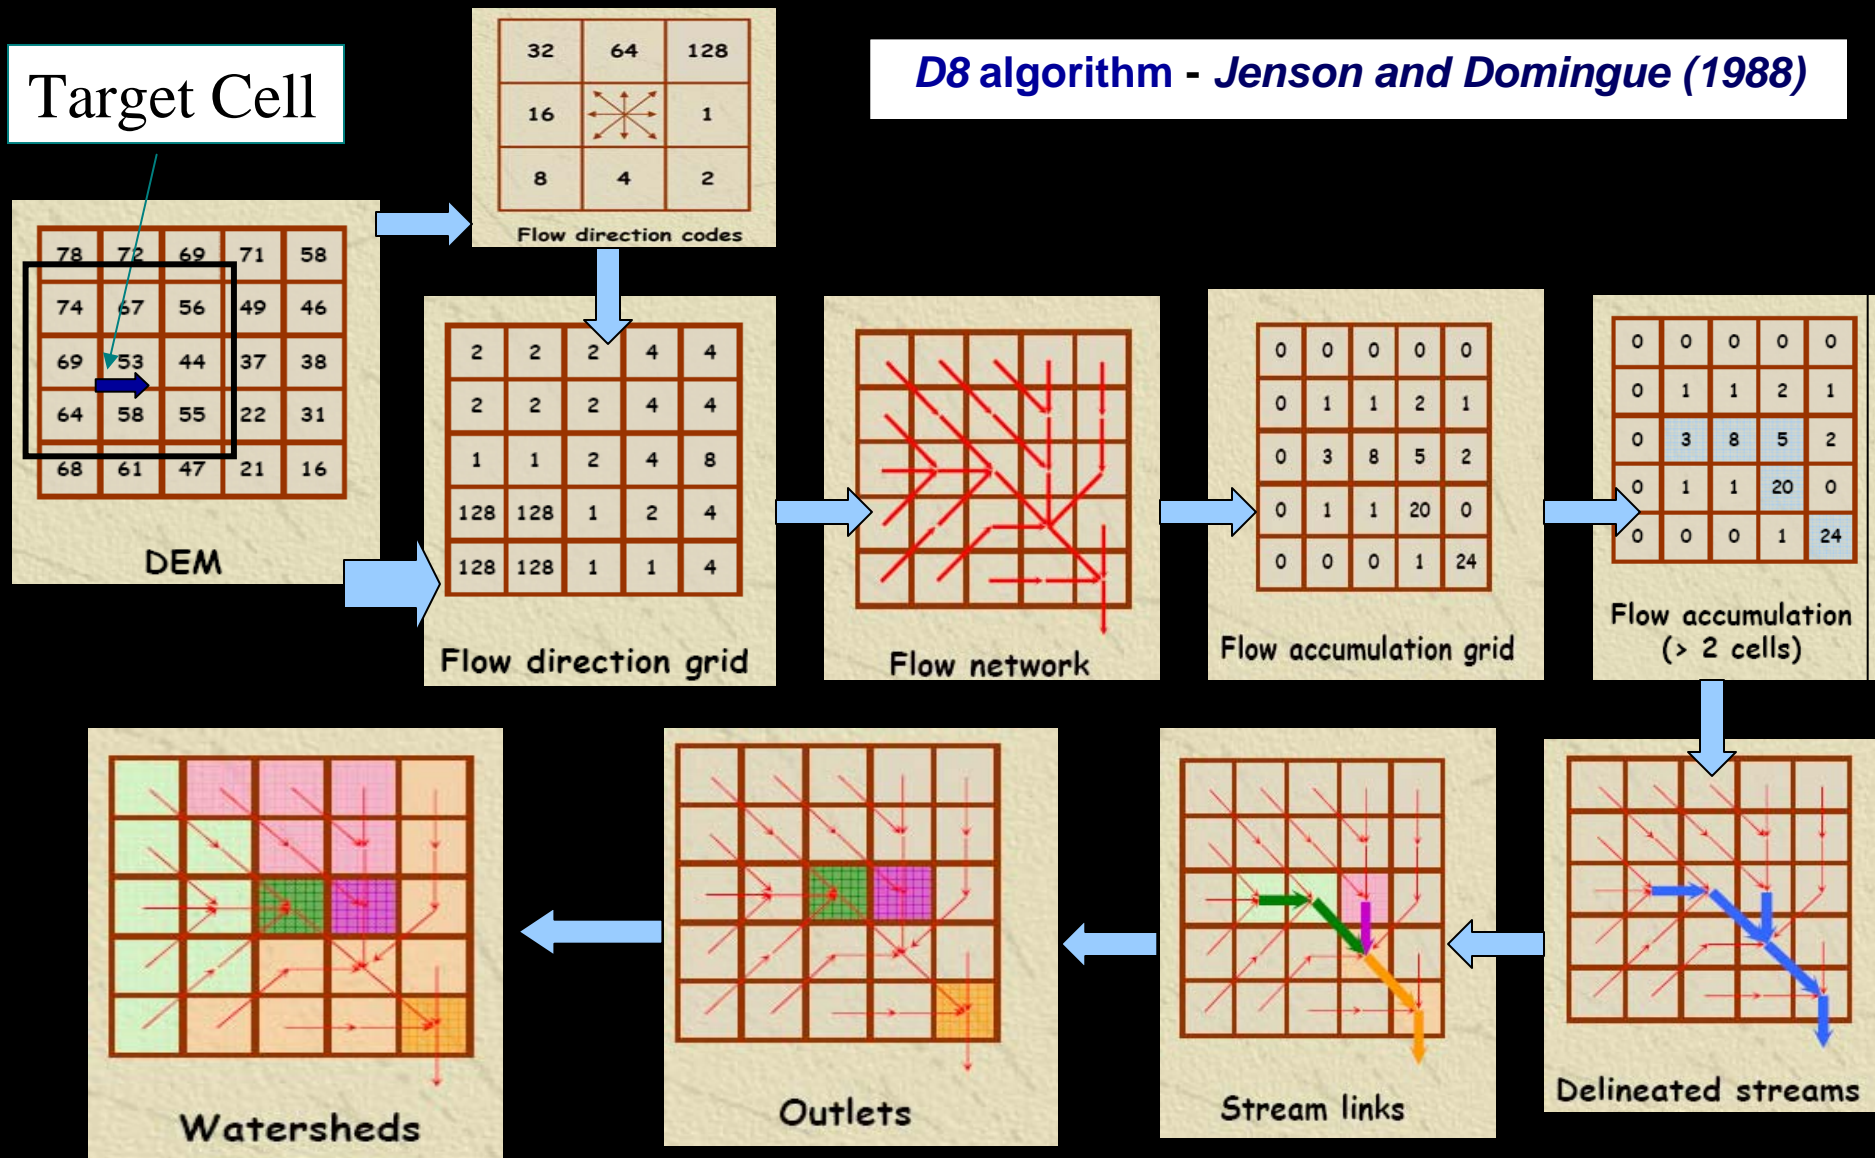 Target Cell
32 64 128
16 1
8 4 2
Flow direction codes
D8 algorithm - Jenson and Domingue (1988)
78 72 69 71 58
74 67 56 49 46
69 53 44 37 38
64 58 55 22 31
68 61 47 21 16
DEM
2 2 2 4 4
2 2 2 4 4
1 1 2 4 8
128 128 1 2 4
128 128 1 1 4
Flow direction grid
Flow network
0 0 0 0 0
0 1 1 2 1
0 3 8 5 2
0 1 1 20 0
0 0 0 1 24
Flow accumulation grid
0 0 0 0 0
0 1 1 2 1
0 3 8 5 2
0 1 1 20 0
0 0 0 1 24
Flow accumulation
(> 2 cells)
Watersheds
Outlets
Stream links
Delineated streams